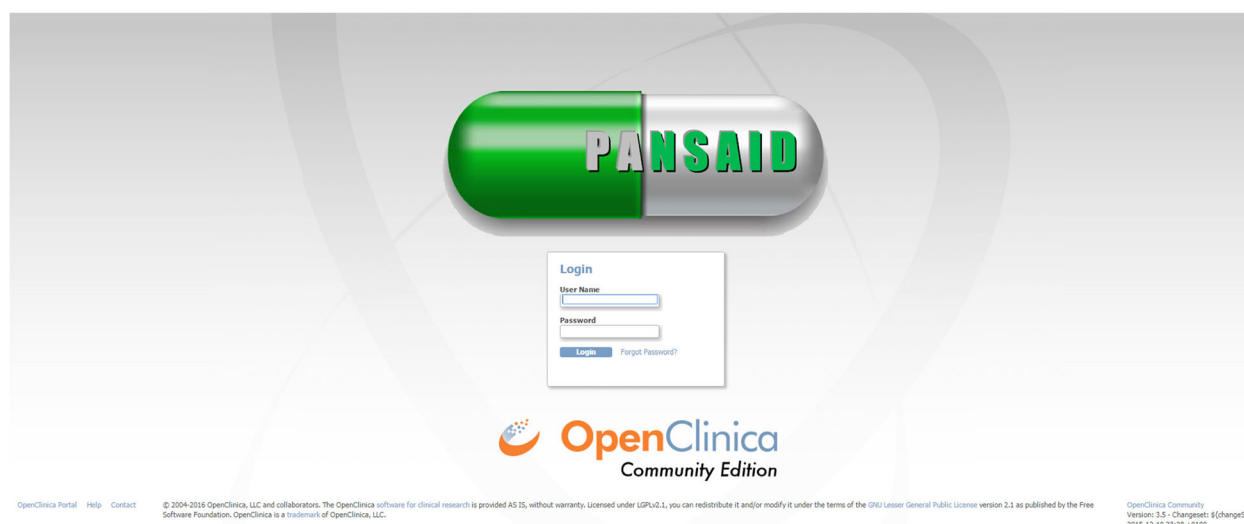 PANSAID
Login
User Name
Password
Login Forgot Password?
OpenClinica
Community Edition
OpenClinica Portal Help Contact
© 2004-2016 OpenClinica, LLC and collaborators. The OpenClinica software for clinical research is provided AS IS, without warranty. Licensed under LGPLv2.1, you can redistribute it and/or modify it under the terms of the GNU Lesser General Public License version 2.1 as published by the Free
Software Foundation. OpenClinica is a trademark of OpenClinica, LLC.
OpenClinica Community
Version: 3.5 - Changeset: ${changeS